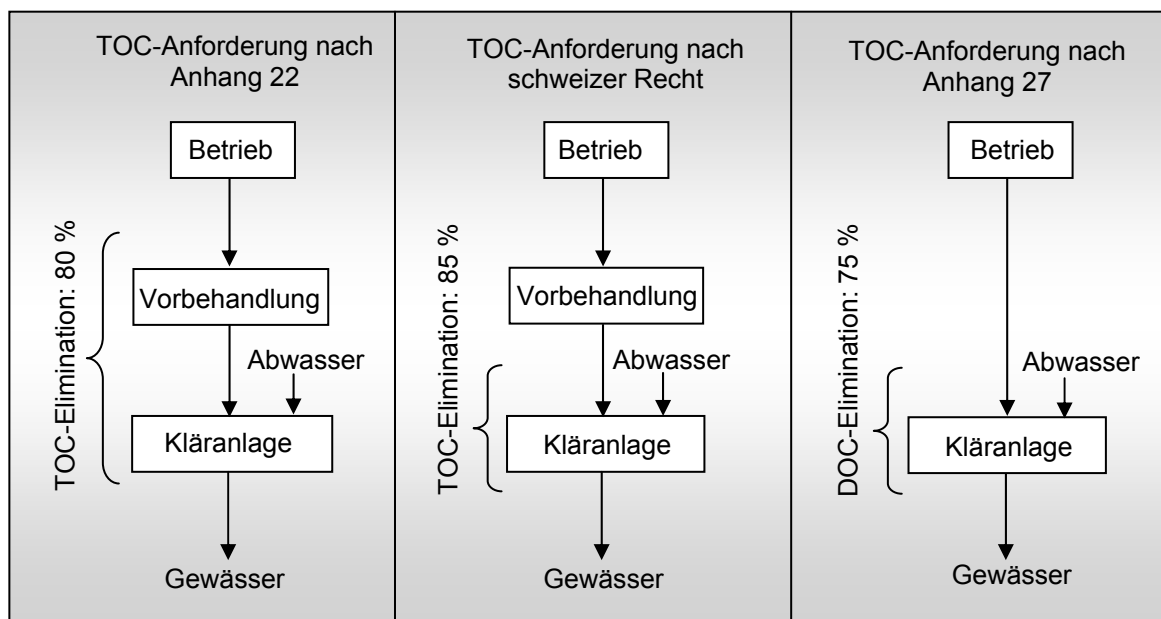 TOC-Anforderung nach
Anhang 22
Betrieb
TOC-Elimination: 80 %
Vorbehandlung
Abwasser
Kläranlage
Gewässer
TOC-Anforderung nach
schweizer Recht
Betrieb
Vorbehandlung
TOC-Elimination: 85 %
Abwasser
Kläranlage
Gewässer
TOC-Anforderung nach
Anhang 27
Betrieb
DOC-Elimination: 75 %
Abwasser
Kläranlage
Gewässer